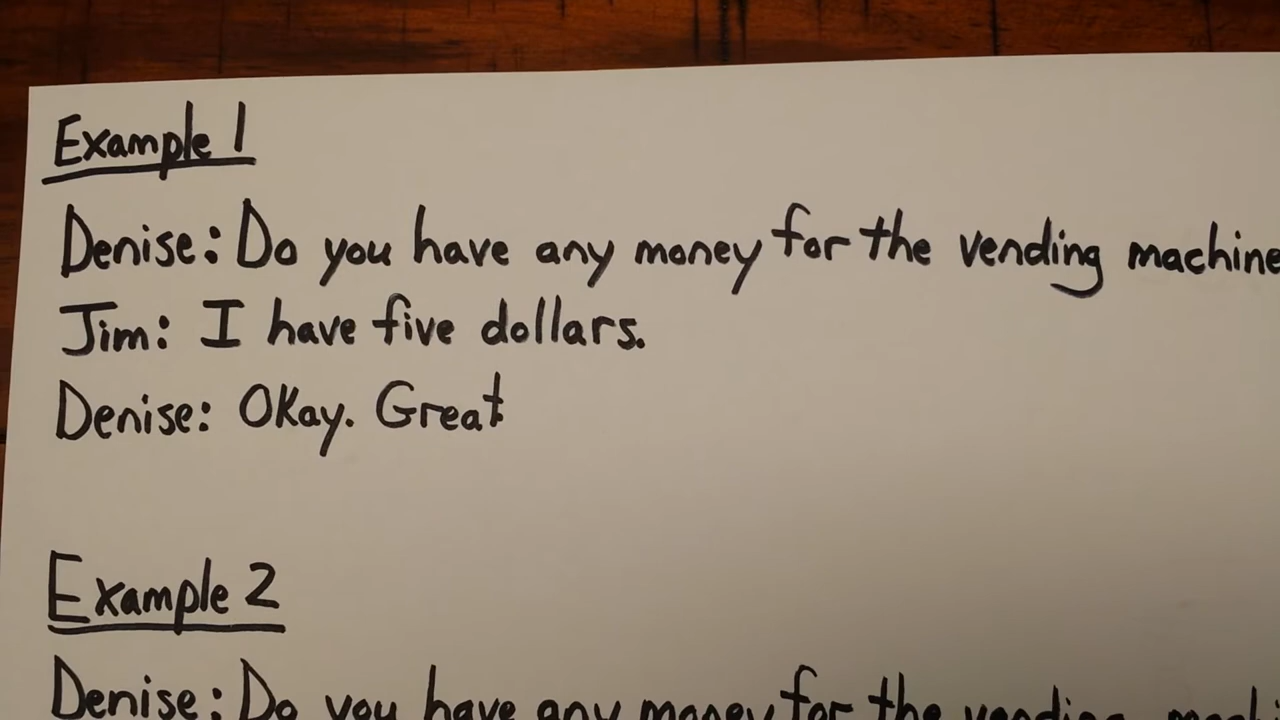 Example 1
Denise: Do you have any money for the vending machine
Jim: I have five dollars.
Denise: Okay. Great
Example 2
Denise: Do you have any money for the vending